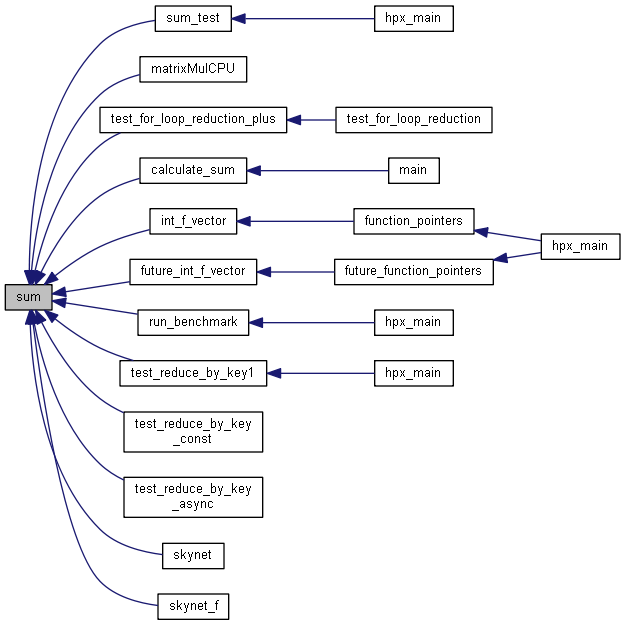 sum_test
hpx_main
matrixMulCPU
test_for_loop_reduction_plus
test_for_loop_reduction
calculate_sum
main
int_f_vector
function_pointers
hpx_main
future_int_f_vector
future_function_pointers
sum
run_benchmark
hpx_main
test_reduce_by_key1
hpx_main
test_reduce_by_key
_const
test_reduce_by_key
_async
skynet
skynet_f